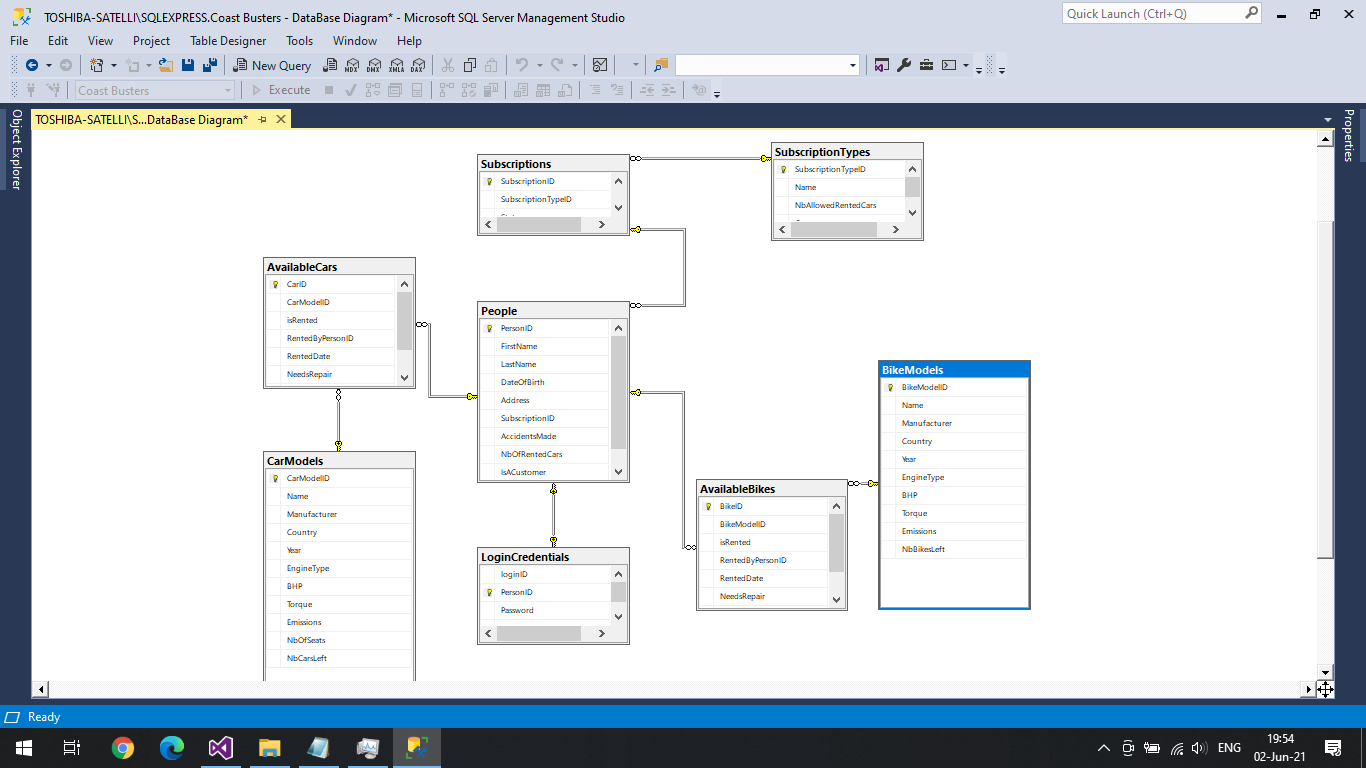 TOSHIBA-SATELLI\SQLEXPRESS.Coast Busters - DataBase Diagram* - Microsoft SQL Server Management Studio
Quick Launch (Ctrl+Q)
File Edit View Project Table Designer Tools Window Help
New Query
MDX DMX XMLA DAX
Coast Busters
Execute
Object Explorer
TOSHIBA-SATELLI\S...DataBase Diagram*
Properties
Subscriptions
SubscriptionID
SubscriptionTypeID
SubscriptionTypes
SubscriptionTypeID
Name
NbAllowedRentedCars
AvailableCars
CarID
CarModelID
isRented
RentedByPersonID
RentedDate
NeedsRepair
People
PersonID
FirstName
LastName
DateOfBirth
Address
SubscriptionID
AccidentsMade
NbOfRentedCars
IsACustomer
BikeModels
BikeModelID
Name
Manufacturer
Country
Year
EngineType
BHP
Torque
Emissions
NbBikesLeft
CarModels
CarModelID
Name
Manufacturer
Country
Year
EngineType
BHP
Torque
Emissions
NbOfSeats
NbCarsLeft
LoginCredentials
loginID
PersonID
Password
AvailableBikes
BikeID
BikeModelID
isRented
RentedByPersonID
RentedDate
NeedsRepair
Ready
ENG
19:54
02-Jun-21